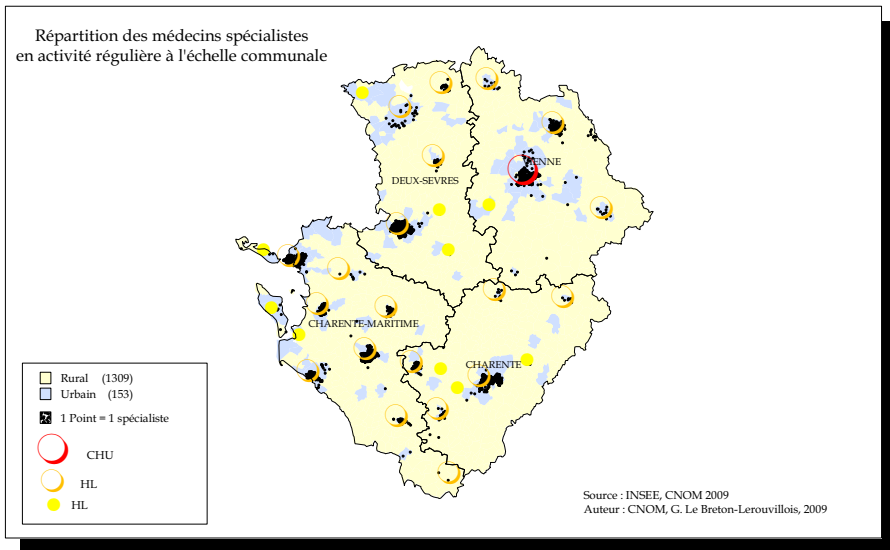 Répartition des médecins spécialistes
en activité régulière à l'échelle communale
VIENNE
DEUX-SEVRES
CHARENTE-MARITIME
CHARENTE
Rural (1309)
Urbain (153)
1 Point = 1 spécialiste
CHU
HL
HL
Source : INSEE, CNOM 2009
Auteur : CNOM, G. Le Breton-Lerouvillois, 2009